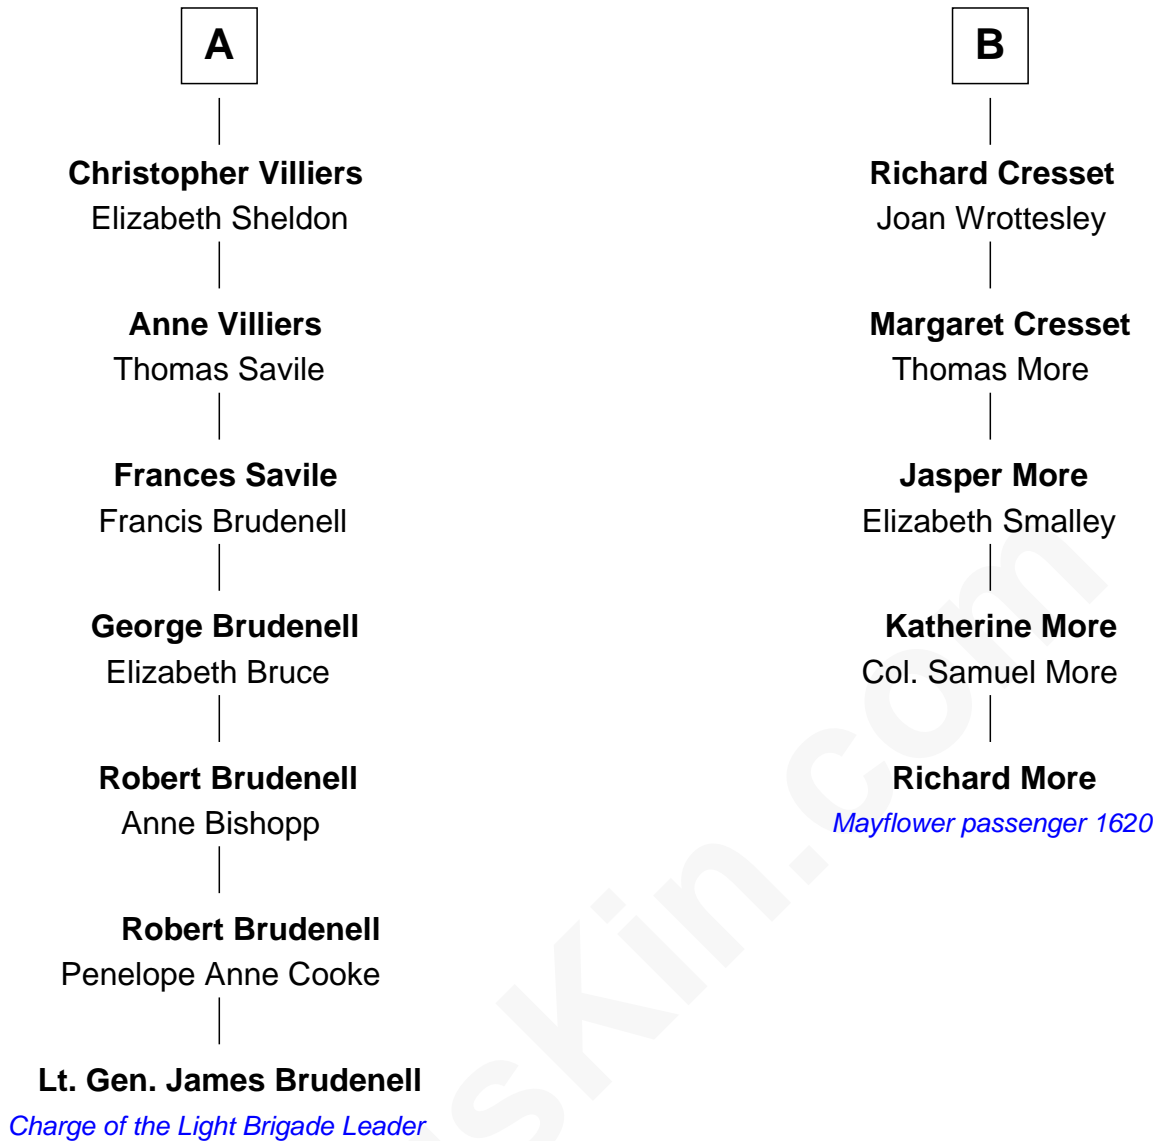 A
Christopher Villiers
Elizabeth Sheldon
Anne Villiers
Thomas Savile
Frances Savile
Francis Brudenell
George Brudenell
Elizabeth Bruce
Robert Brudenell
Anne Bishopp
Robert Brudenell
Penelope Anne Cooke
Lt. Gen. James Brudenell
Charge of the Light Brigade Leader
B
Richard Cresset
Joan Wrottesley
Margaret Cresset
Thomas More
Jasper More
Elizabeth Smalley
Katherine More
Col. Samuel More
Richard More
Mayflower passenger 1620